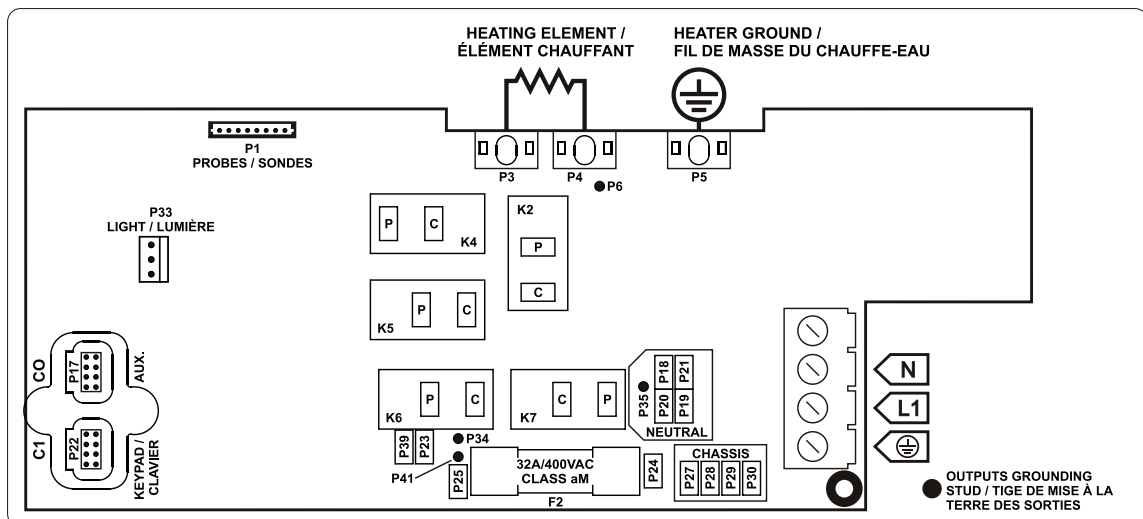 HEATING ELEMENT /
ÉLÉMENT CHAUFFANT
HEATER GROUND /
FIL DE MASSE DU CHAUFFE-EAU
P1
PROBES / SONDES
P3
P4
P5
P6
P33
LIGHT / LUMIÈRE
P
C
K4
K2
P
C
K5
P
C
CO
P17
AUX.
C1
P22
KEYPAD /
CLAVIER
K6
P
C
K7
C
P
P35
P18
P21
P20
P19
NEUTRAL
N
L1
P39
P23
P34
P41
P25
32A/400VAC
CLASS aM
F2
P24
CHASSIS
P27
P28
P29
P30
OUTPUTS GROUNDING
STUD / TIGE DE MISE À LA
TERRE DES SORTIES